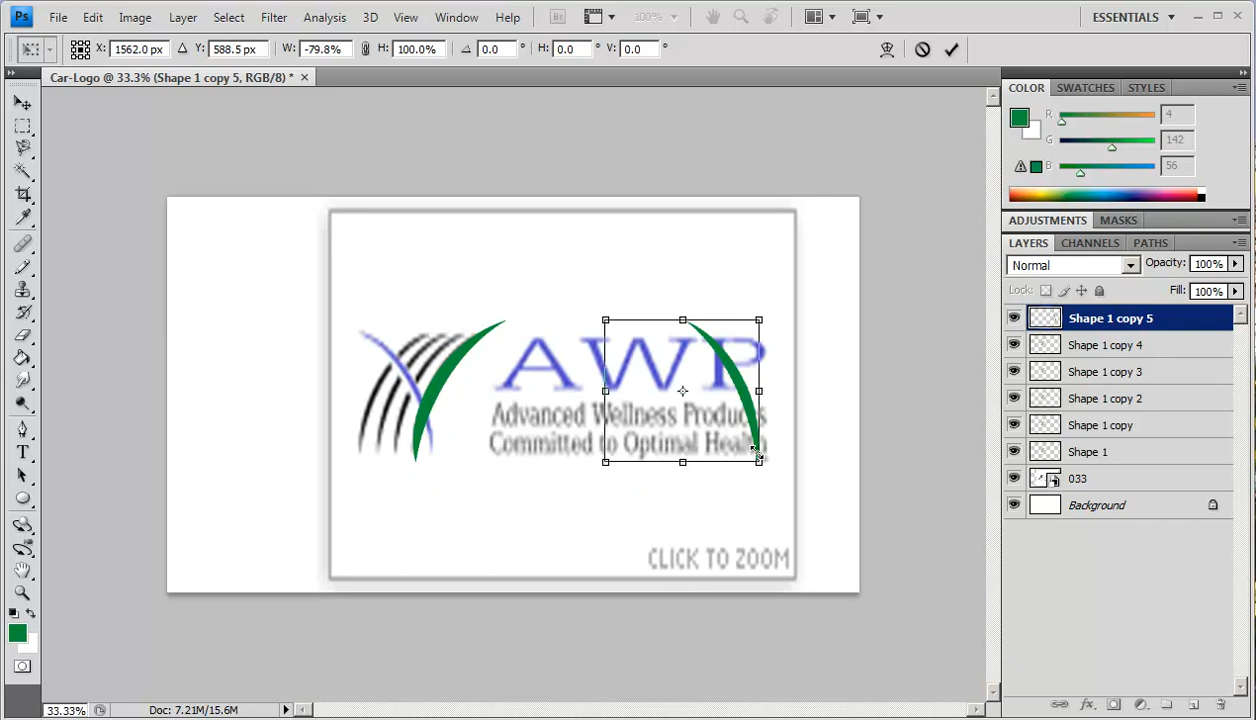 Ps File Edit Image Layer Select Filter Analysis 3D View Window Help Br 100% ESSENTIALS
X: 1562.0 px Y: 588.5 px W: -79.8% H: 100.0% 0.0 ° H: 0.0 ° V: 0.0 °
Car-Logo @ 33.3% (Shape 1 copy 5, RGB/8) *
COLOR SWATCHES STYLES
R 4
G 142
B 56
ADJUSTMENTS MASKS
LAYERS CHANNELS PATHS
Normal Opacity: 100%
Lock: Fill: 100%
Shape 1 copy 5
Shape 1 copy 4
Shape 1 copy 3
Shape 1 copy 2
Shape 1 copy
Shape 1
033
Background
AWP
Advanced Wellness Products
Committed to Optimal Health
CLICK TO ZOOM
T
33.33% Doc: 7.21M/15.6M